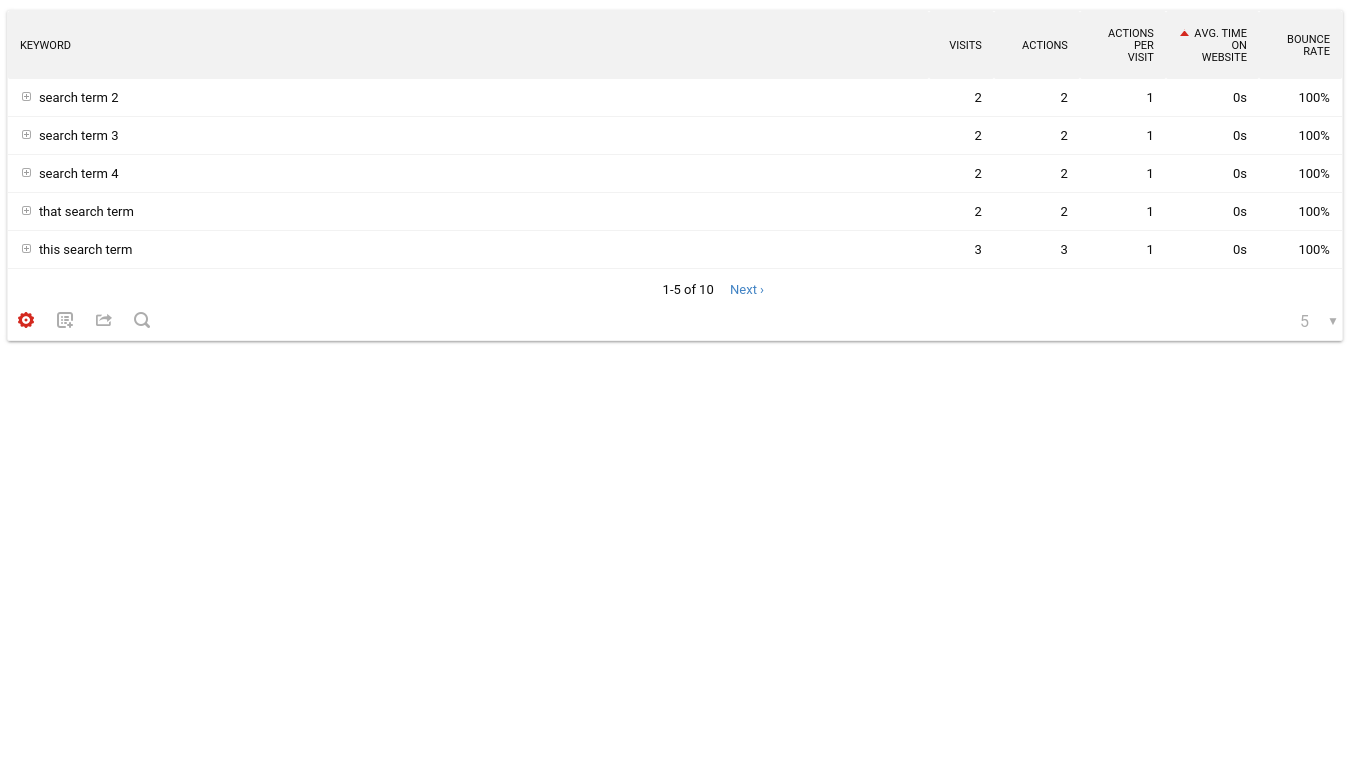 KEYWORD VISITS ACTIONS ACTIONS PER VISIT AVG. TIME ON WEBSITE BOUNCE RATE
search term 2 2 2 1 0s 100%
search term 3 2 2 1 0s 100%
search term 4 2 2 1 0s 100%
that search term 2 2 1 0s 100%
this search term 3 3 1 0s 100%
1-5 of 10 Next ›
5